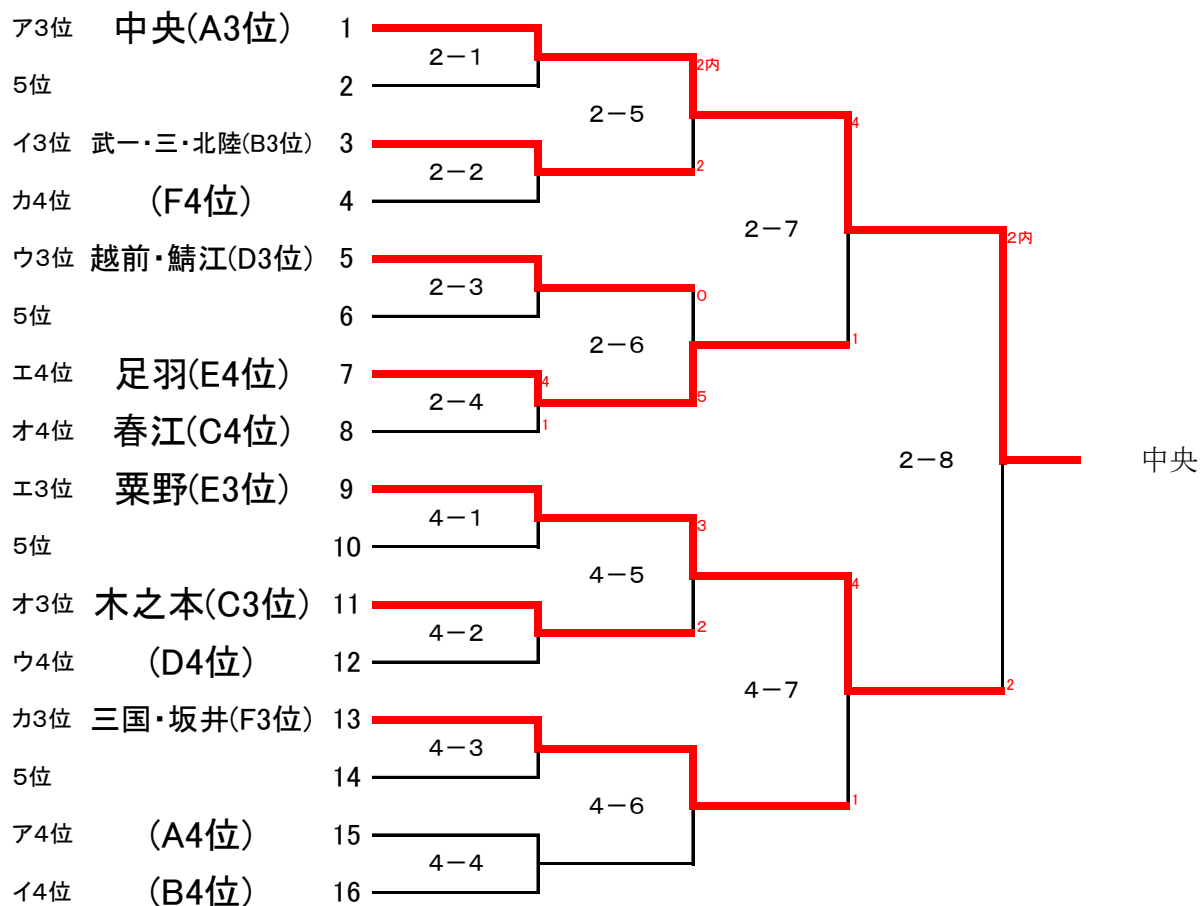 ア3位 中央(A3位) 1
2－1
5位 2
2内
2－5
4
イ3位 武一・三・北陸(B3位) 3
2－2
2
カ4位 (F4位) 4
2－7
2内
ウ3位 越前・鯖江(D3位) 5
2－3
0
5位 6
2－6
1
エ4位 足羽(E4位) 7
4
2－4
5
1
オ4位 春江(C4位) 8
2－8
中央
エ3位 粟野(E3位) 9
4－1
3
5位 10
4－5
4
オ3位 木之本(C3位) 11
4－2
2
ウ4位 (D4位) 12
4－7
2
カ3位 三国・坂井(F3位) 13
4－3
5位 14
4－6
1
ア4位 (A4位) 15
4－4
イ4位 (B4位) 16